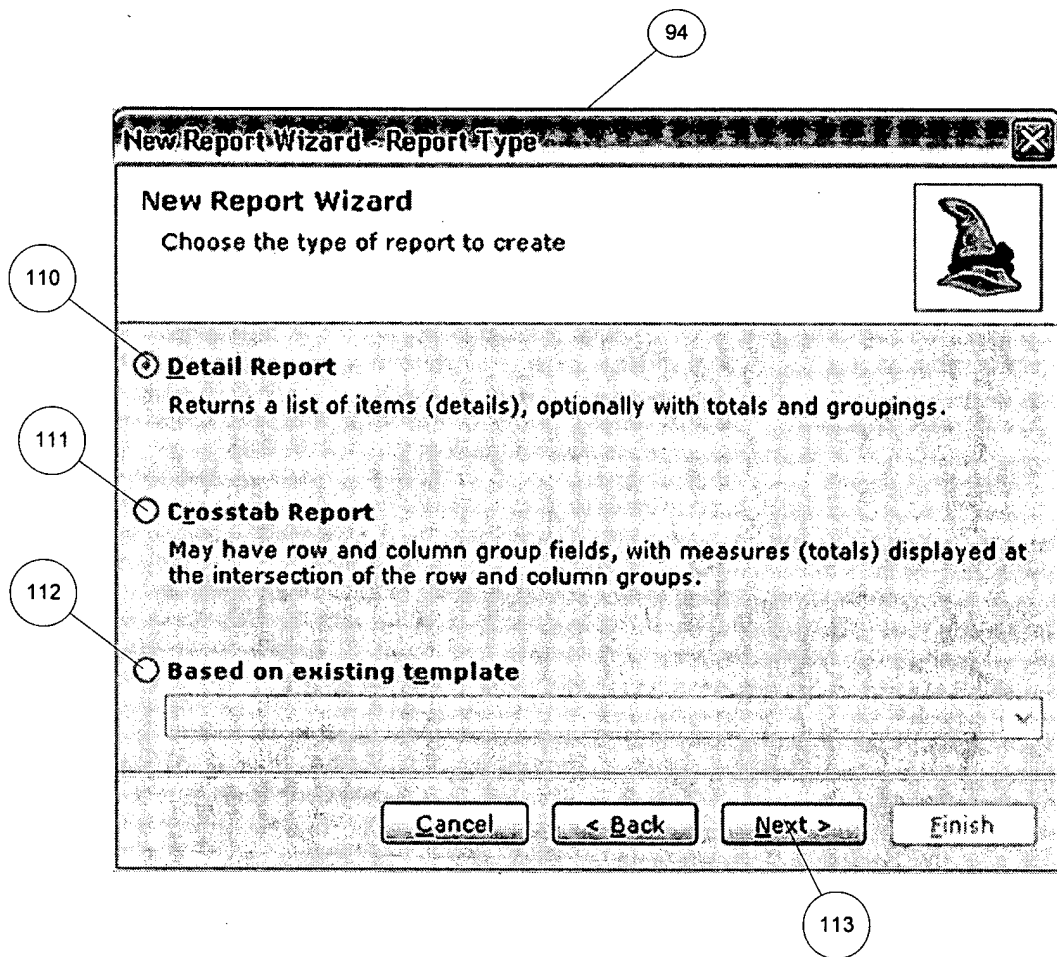 94
New Report Wizard - Report Type
New Report Wizard
Choose the type of report to create
110
Detail Report
Returns a list of items (details), optionally with totals and groupings.
111
Crosstab Report
May have row and column group fields, with measures (totals) displayed at
the intersection of the row and column groups.
112
Based on existing template
Cancel < Back Next > Finish
113